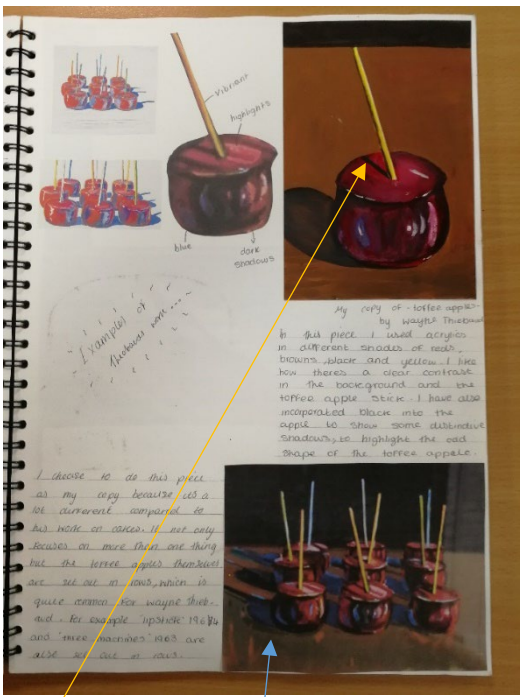 vibrant
highlights
blue
dark
shadows
Examples of
Thiebauds work...
My copy of -toffee apples-
by Wayne Thiebaud
In this piece I used acrylics
in different shades of reds,
browns, black and yellow. I like
how theres a clear contrast
in the background and the
toffee apple stick. I have also
incorporated black into the
apple to show some distinctive
shadows, to highlight the odd
shape of the toffee apple.
I choose to do this piece
as my copy because its a
lot different compared to
his work on cakes. It not only
focuses on more than one thing
but the toffee apples themselves
are set out in rows, which is
quite common for wayne thieb-
aud. For example 'lipstick' 1964
and 'three machines' 1963 are
also set out in rows.